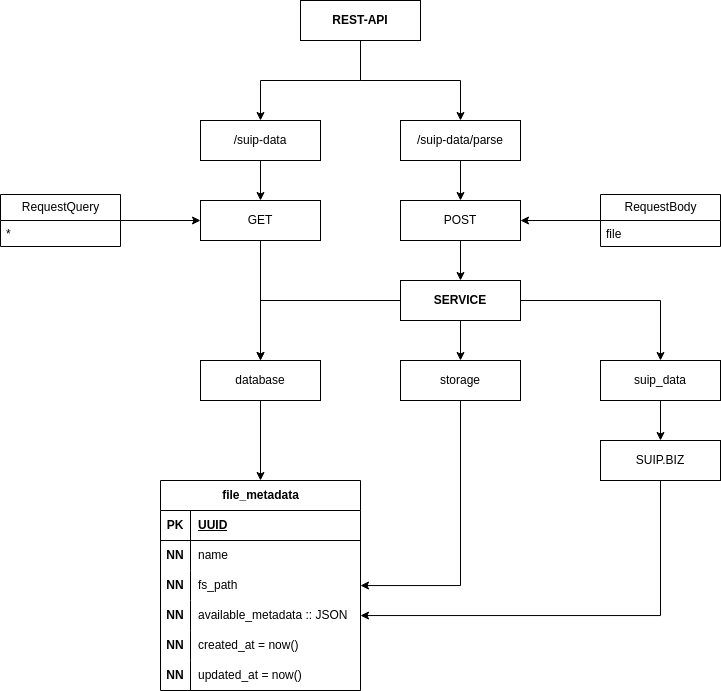 REST-API
/suip-data
/suip-data/parse
RequestQuery
*
GET
POST
RequestBody
file
SERVICE
database
storage
suip_data
SUIP.BIZ
file_metadata
PK UUID
NN name
NN fs_path
NN available_metadata :: JSON
NN created_at = now()
NN updated_at = now()